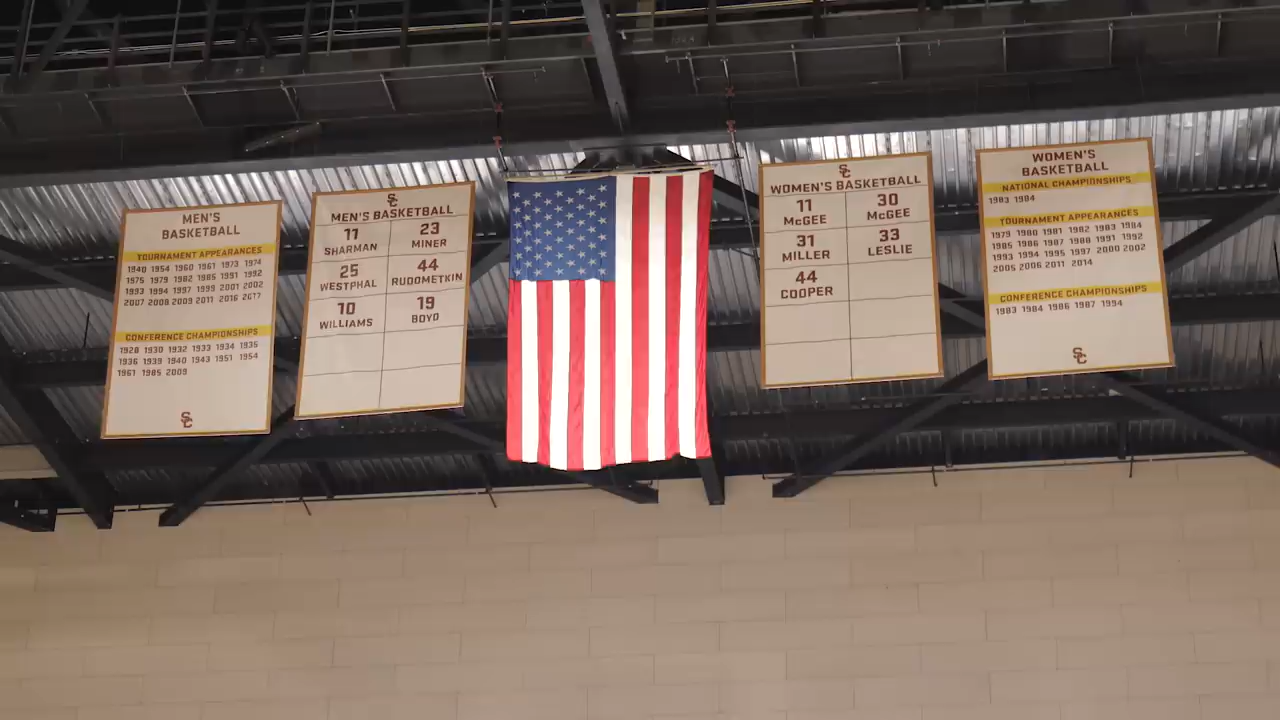 MEN'S
BASKETBALL
TOURNAMENT APPEARANCES
1940 1954 1960 1961 1973 1974
1975 1979 1982 1985 1991 1992
1993 1994 1997 1999 2001 2002
2007 2008 2009 2011 2016 2017
CONFERENCE CHAMPIONSHIPS
1928 1930 1932 1933 1934 1935
1936 1939 1940 1943 1951 1954
1961 1985 2009
SC
SC
MEN'S BASKETBALL
11 23
SHARMAN MINER
25 44
WESTPHAL RUDOMETKIN
10 19
WILLIAMS BOYD
SC
WOMEN'S BASKETBALL
11 30
McGEE McGEE
31 33
MILLER LESLIE
44
COOPER
WOMEN'S
BASKETBALL
NATIONAL CHAMPIONSHIPS
1983 1984
TOURNAMENT APPEARANCES
1979 1980 1981 1982 1983 1984
1985 1986 1987 1988 1991 1992
1993 1994 1995 1997 2000 2002
2005 2006 2011 2014
CONFERENCE CHAMPIONSHIPS
1983 1984 1986 1987 1994
SC